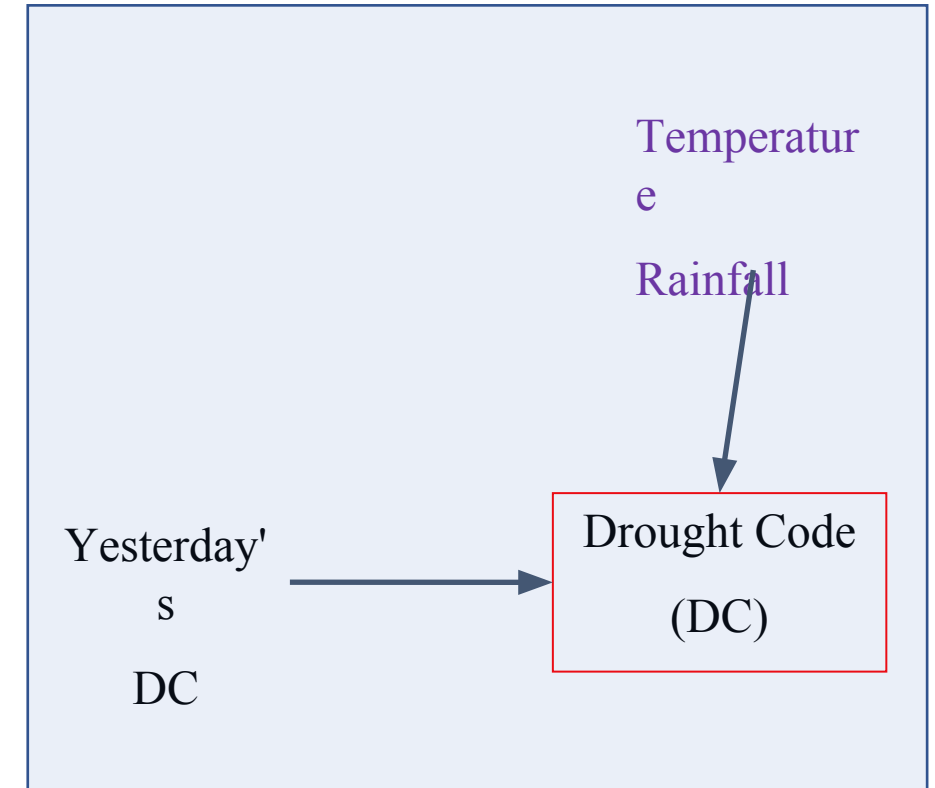 Temperatur
e
Rainfall
Yesterday'
s
DC
Drought Code
(DC)